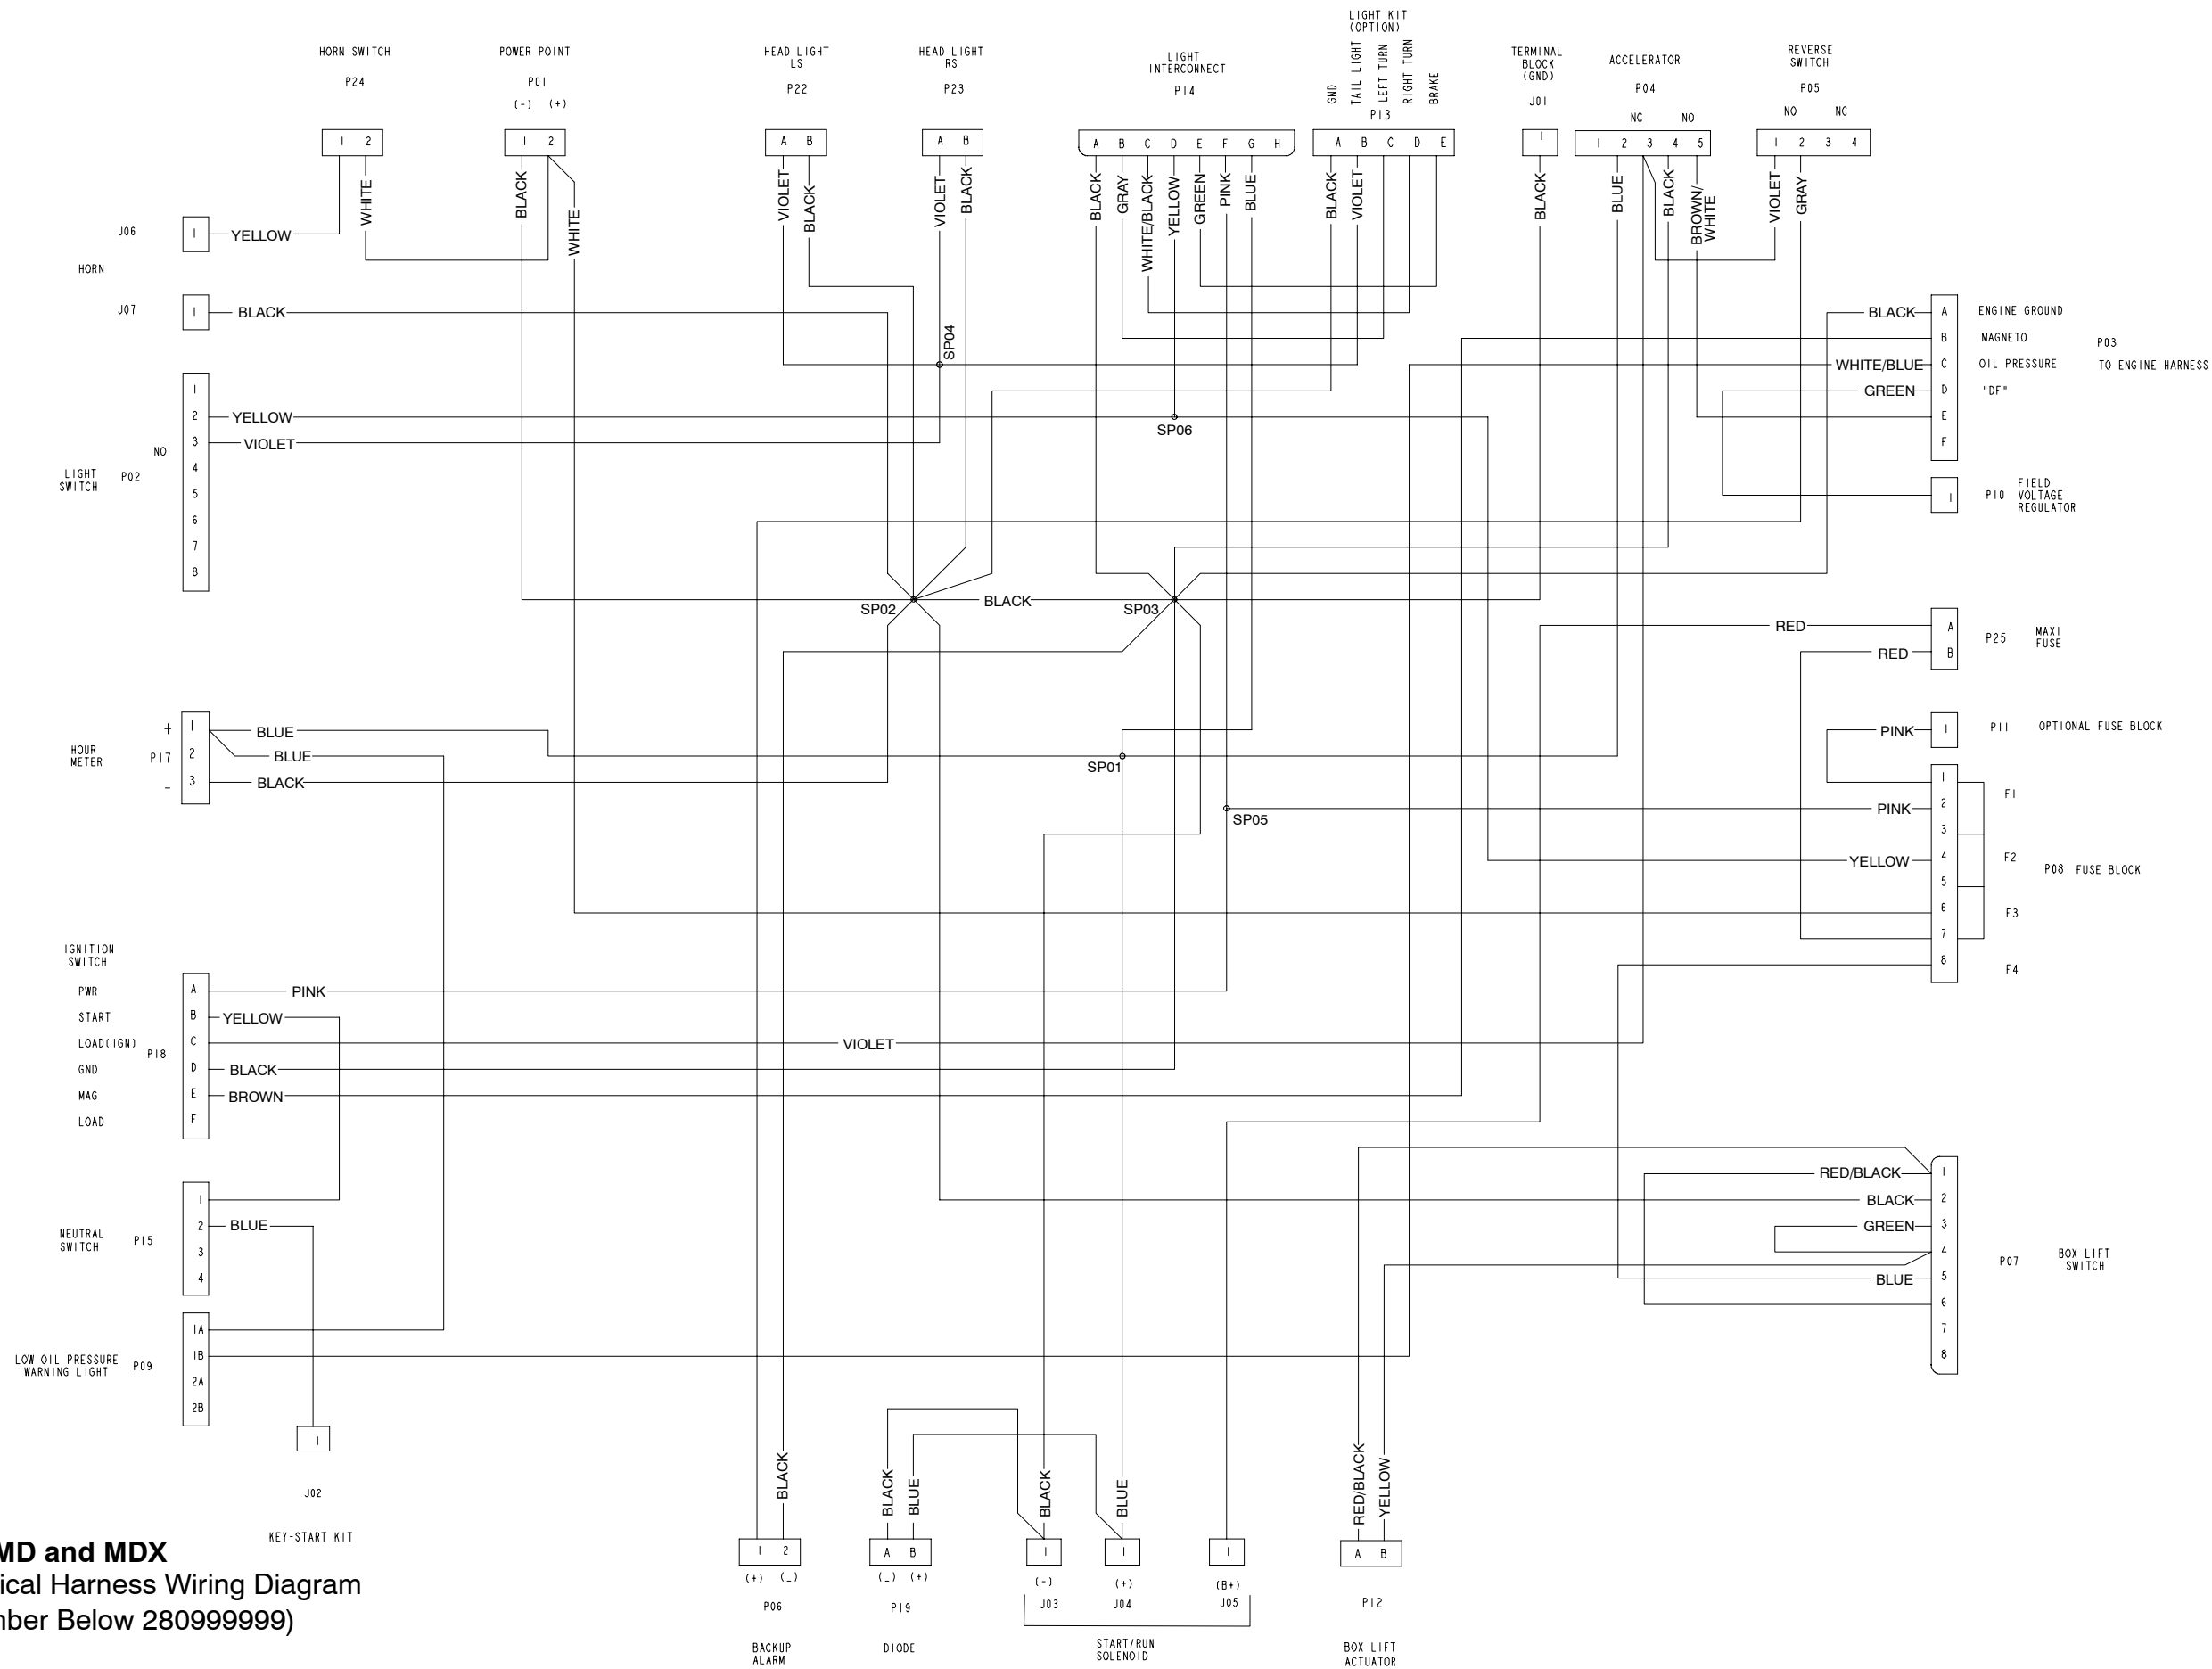 LIGHT KIT
(OPTION)
HORN SWITCH
P24
POWER POINT
P01
(-) (+)
HEAD LIGHT
LS
P22
HEAD LIGHT
RS
P23
LIGHT
INTERCONNECT
P14
GND
TAIL LIGHT
LEFT TURN
RIGHT TURN
BRAKE
P13
TERMINAL
BLOCK
(GND)
J01
ACCELERATOR
P04
NC NO
REVERSE
SWITCH
P05
NO NC
1 2
1 2
A B
A B
A B C D E F G H
A B C D E
1
1 2 3 4 5
1 2 3 4
WHITE
BLACK
WHITE
VIOLET
BLACK
VIOLET
BLACK
BLACK
GRAY
WHITE/BLACK
YELLOW
GREEN
PINK
BLUE
BLACK
VIOLET
BLACK
BLUE
BLACK
BROWN/
WHITE
VIOLET
GRAY
J06
1
YELLOW
HORN
J07
1
BLACK
SP04
BLACK
WHITE/BLUE
GREEN
A
B
C
D
E
F
ENGINE GROUND
MAGNETO
OIL PRESSURE
"DF"
P03
TO ENGINE HARNESS
LIGHT
SWITCH
P02
NO
1
2
3
4
5
6
7
8
YELLOW
VIOLET
SP06
1
P10
FIELD
VOLTAGE
REGULATOR
SP02
BLACK
SP03
RED
RED
A
B
P25
MAXI
FUSE
HOUR
METER
P17
+
-
1
2
3
BLUE
BLUE
BLACK
SP01
SP05
PINK
1
P11
OPTIONAL FUSE BLOCK
PINK
YELLOW
1
2
3
4
5
6
7
8
F1
F2
F3
F4
P08 FUSE BLOCK
IGNITION
SWITCH
PWR
START
LOAD(IGN)
GND
MAG
LOAD
P18
A
B
C
D
E
F
PINK
YELLOW
VIOLET
BLACK
BROWN
NEUTRAL
SWITCH
P15
1
2
3
4
BLUE
RED/BLACK
BLACK
GREEN
BLUE
1
2
3
4
5
6
7
8
P07
BOX LIFT
SWITCH
LOW OIL PRESSURE
WARNING LIGHT
P09
1A
1B
2A
2B
1
J02
KEY-START KIT
BLACK
BLACK
BLUE
BLACK
BLUE
RED/BLACK
YELLOW
1 2
(+) (_)
P06
BACKUP
ALARM
A B
(_) (+)
P19
DIODE
1
(-)
J03
1
(+)
J04
1
(B+)
J05
START/RUN
SOLENOID
A B
P12
BOX LIFT
ACTUATOR
MD and MDX
ical Harness Wiring Diagram
nber Below 280999999)